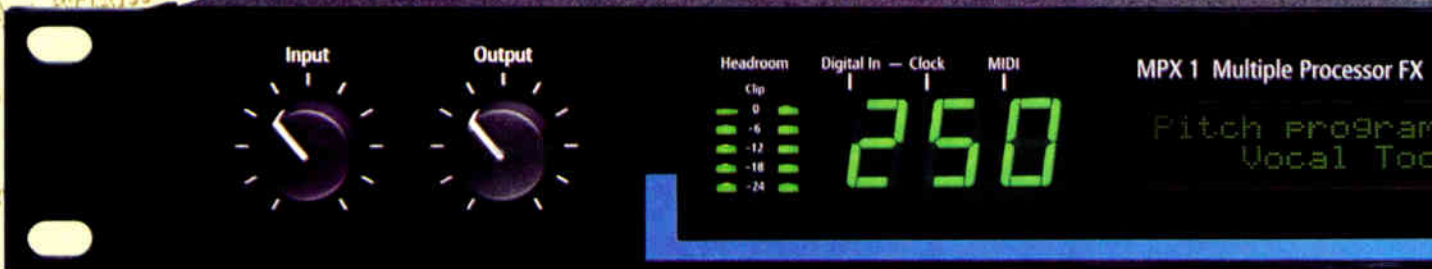 Input
Output
Headroom
Clip
0
-6
-12
-18
-24
Digital In — Clock
MIDI
250
MPX 1 Multiple Processor FX
Pitch program
Vocal Too